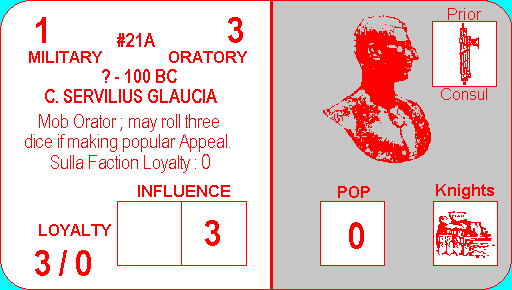 1 #21A 3
MILITARY ORATORY
? - 100 BC
C. SERVILIUS GLAUCIA
Mob Orator ; may roll three
dice if making popular Appeal.
Sulla Faction Loyalty : 0
INFLUENCE
LOYALTY 3
3 / 0
Prior
Consul
POP Knights
0